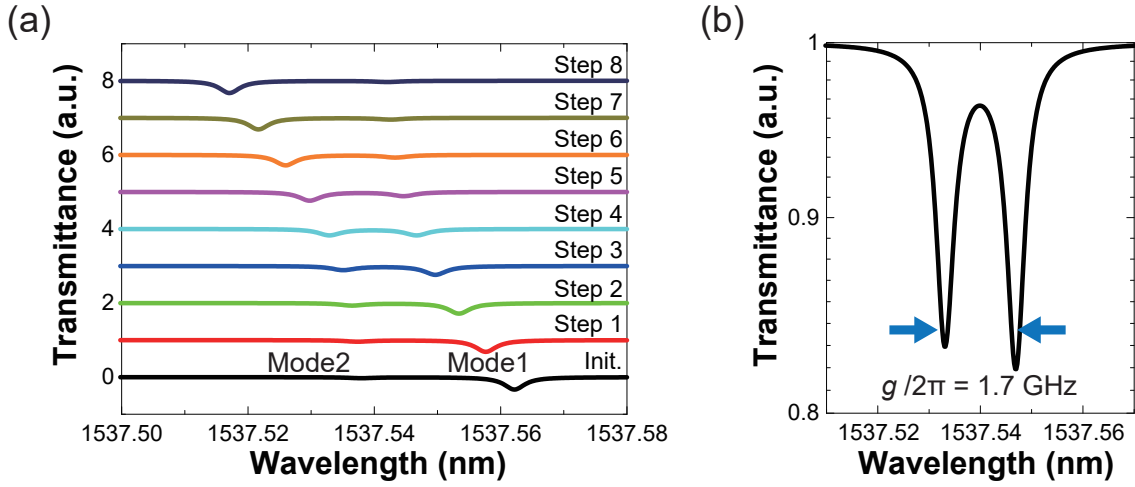 (a)
Transmittance (a.u.)
8
6
4
2
0
Step 8
Step 7
Step 6
Step 5
Step 4
Step 3
Step 2
Step 1
Mode2
Mode1
Init.
1537.50
1537.52
1537.54
1537.56
1537.58
Wavelength (nm)
(b)
Transmittance (a.u.)
1
0.9
0.8
g /2π = 1.7 GHz
1537.52
1537.54
1537.56
Wavelength (nm)